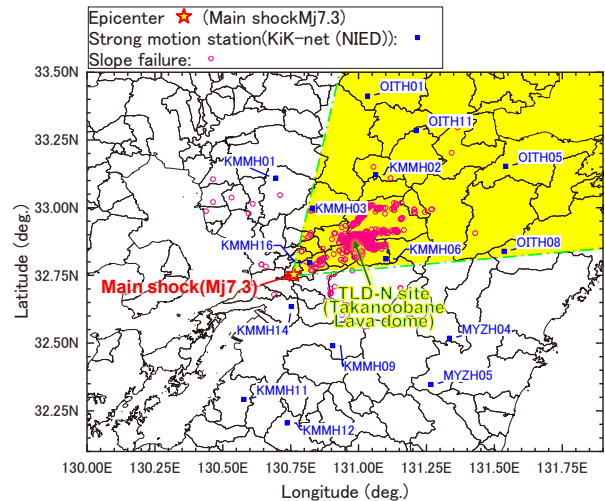 Epicenter ★ (Main shockMj7.3)
Strong motion station(KiK-net (NIED)): ■
Slope failure: ○
33.50N
33.25N
33.00N
32.75N
32.50N
32.25N
Latitude (deg.)
OITH01
OITH11
KMMH01
KMMH02
OITH05
KMMH03
KMMH16
KMMH06
OITH08
Main shock(Mj7.3)
TLD-N site
(Takanoobane
Lava-dome)
KMMH14
MYZH04
KMMH09
MYZH05
KMMH11
KMMH12
130.00E
130.25E
130.50E
130.75E
131.00E
131.25E
131.50E
131.75E
Longitude (deg.)